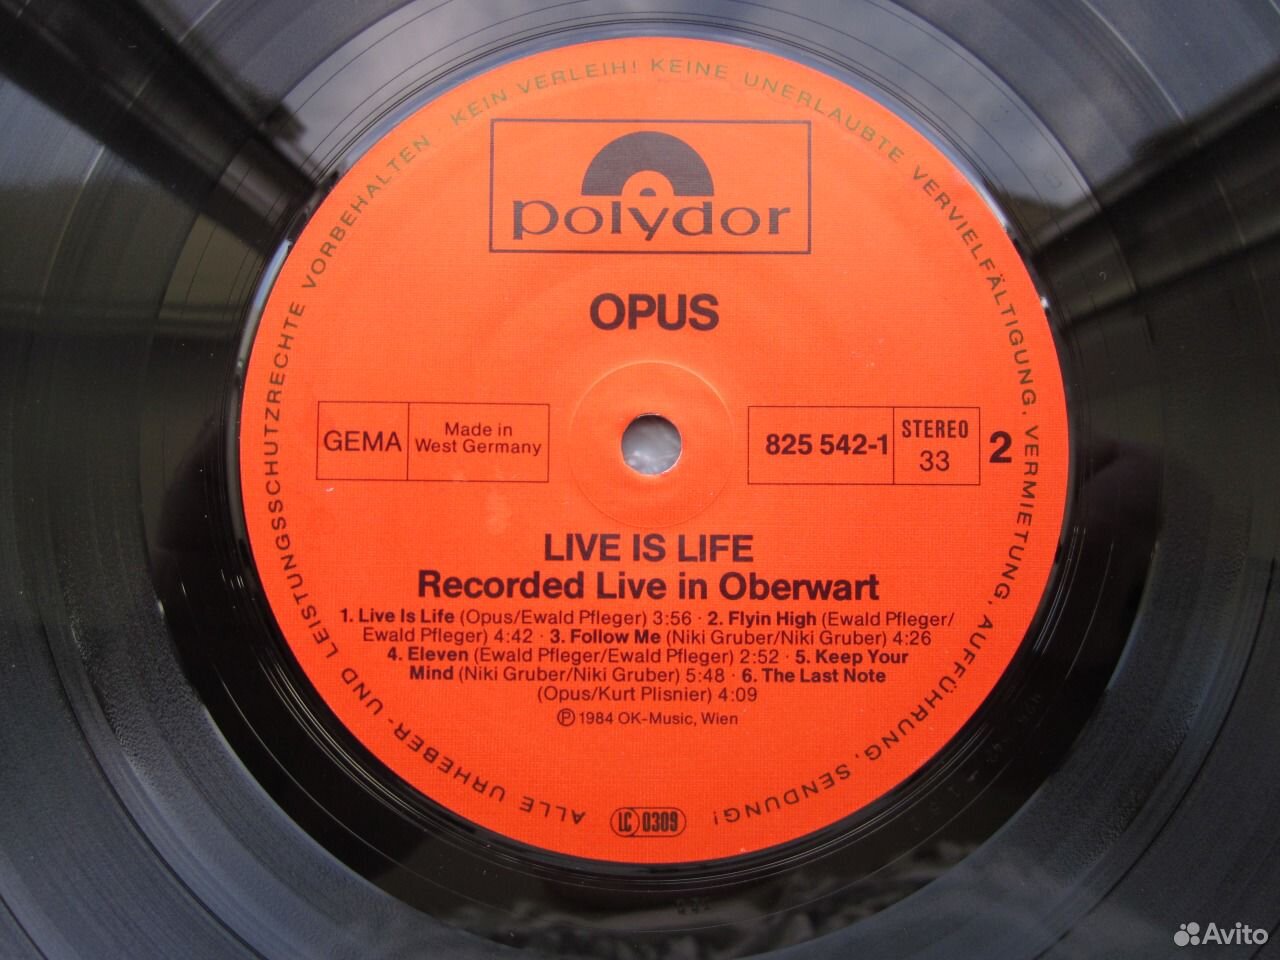 ALLE URHEBER- UND LEISTUNGSSCHUTZRECHTE VORBEHALTEN · KEIN VERLEIH! KEINE UNERLAUBTE VERVIELFÄLTIGUNG, VERMIETUNG, AUFFÜHRUNG, SENDUNG!
polydor
OPUS
GEMA
Made in
West Germany
825 542-1
STEREO
33
2
LIVE IS LIFE
Recorded Live in Oberwart
1. Live Is Life (Opus/Ewald Pfleger) 3:56 · 2. Flyin High (Ewald Pfleger/
Ewald Pfleger) 4:42 · 3. Follow Me (Niki Gruber/Niki Gruber) 4:26
4. Eleven (Ewald Pfleger/Ewald Pfleger) 2:52 · 5. Keep Your
Mind (Niki Gruber/Niki Gruber) 5:48 · 6. The Last Note
(Opus/Kurt Plisnier) 4:09
Ⓟ 1984 OK-Music, Wien
LC 0309
Avito